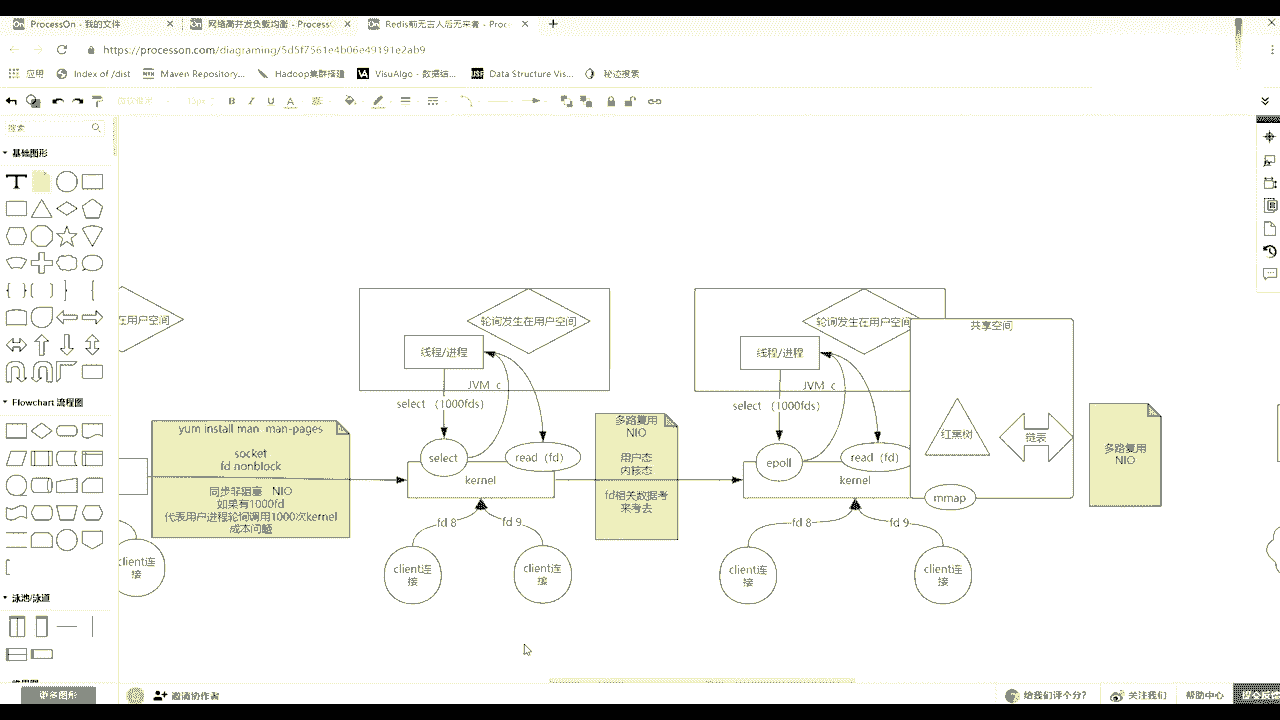 ProcessOn - 我的文件
网络高并发负载均衡 - Process
Redis前无古人后无来者 - Pror
https://processon.com/diagraming/5d5f7561e4b06e49191e2ab9
应用
Index of /dist
Maven Repository...
Hadoop集群搭建
VisuAlgo - 数据结...
Data Structure Vis...
秘迹搜索
13px
B
I
U
A
搜索
基础图形
T
Flowchart 流程图
泳池/泳道
更多图形
邀请协作者
给我们评个分?
关注我们
帮助中心
在用户空间
client连
接
yum install man man-pages
socket
fd nonblock
同步非阻塞 NIO
如果有1000fd
代表用户进程轮询调用1000次kernel
成本问题
轮询发生在用户空间
线程/进程
JVM c
select （1000fds）
select
read（fd）
kernel
fd 8
fd 9
client连
接
client连
接
多路复用
NIO
用户态
内核态
fd相关数据考
来考去
轮询发生在用户空间
线程/进程
JVM c
select （1000fds）
epoll
read（fd）
kernel
fd 8
fd 9
client连
接
client连
接
共享空间
红黑树
链表
mmap
多路复用
NIO